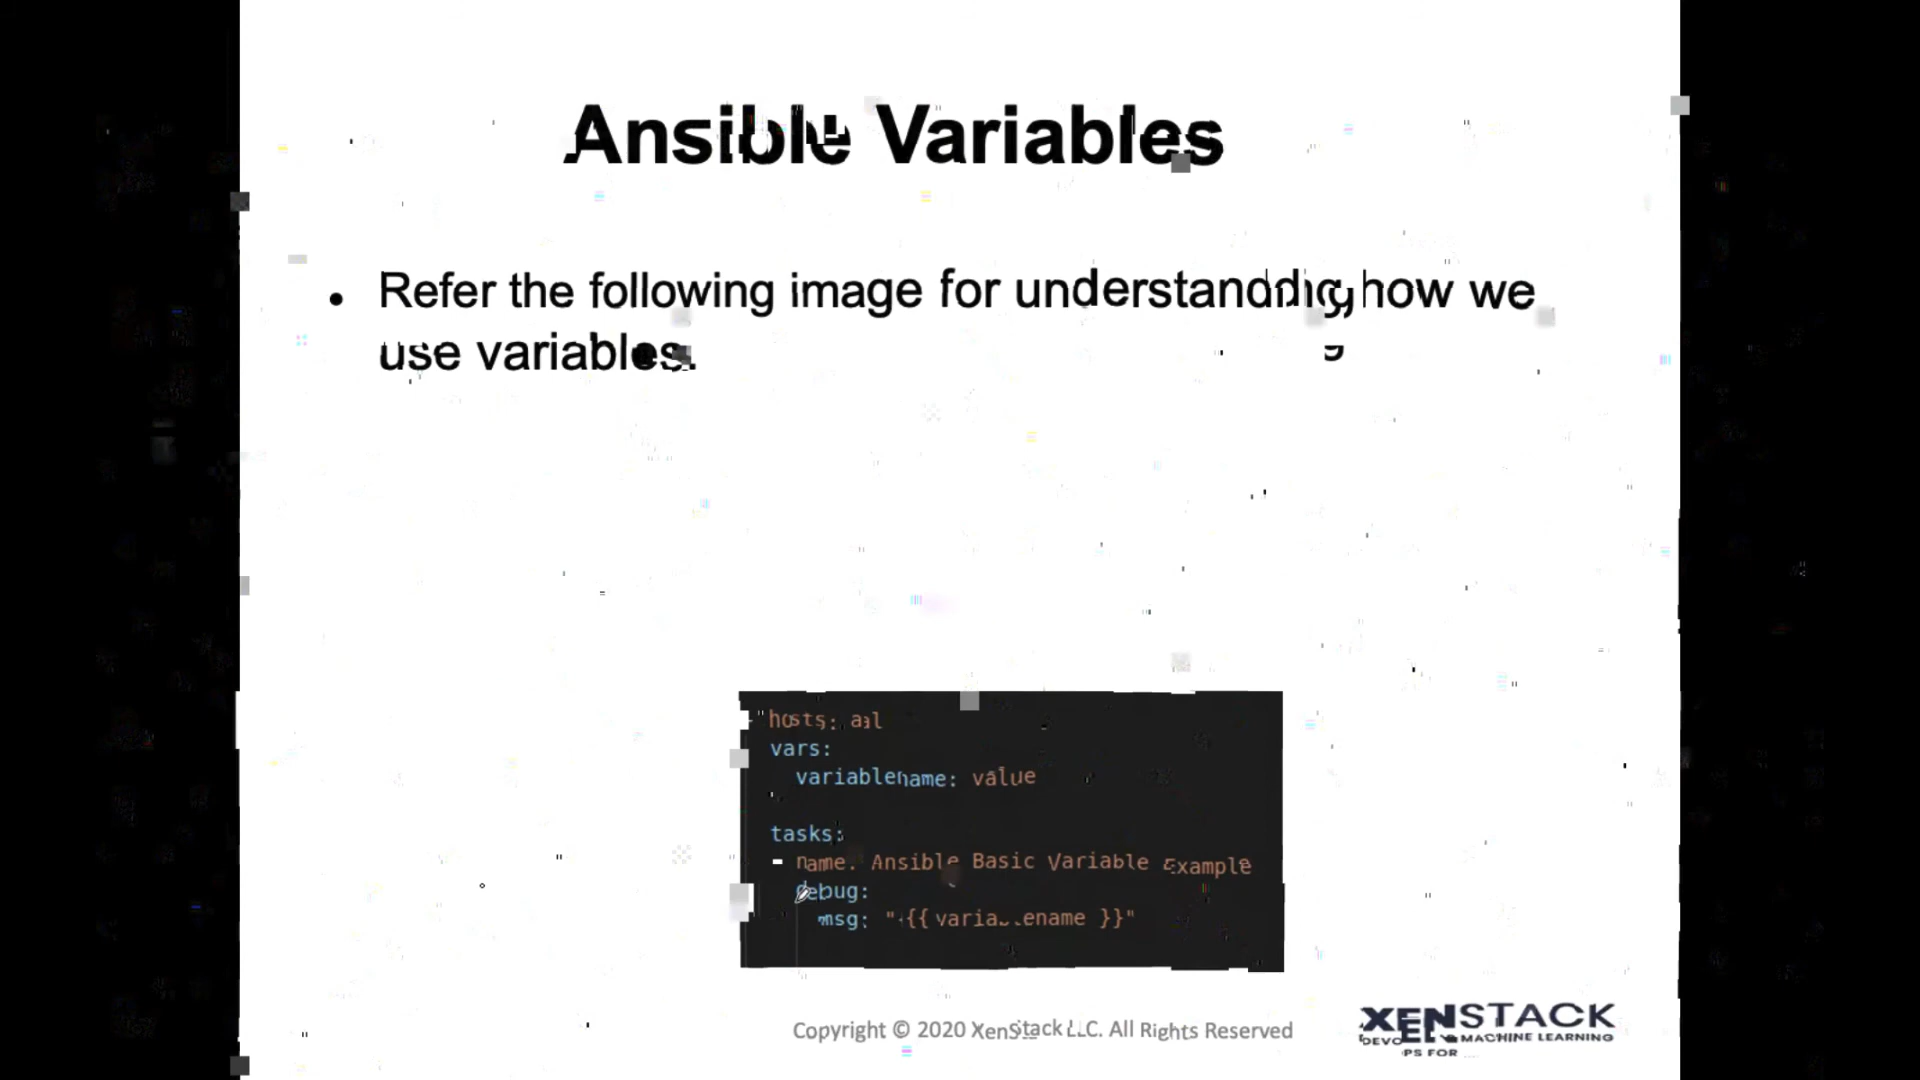 Ansible Variables
• Refer the following image for understanding how we
use variables.
- hosts: all
vars:
variablename: value
tasks:
- name: Ansible Basic Variable Example
debug:
msg: "{{ variablename }}"
Copyright © 2020 XenStack LLC. All Rights Reserved
XENSTACK
MACHINE LEARNING